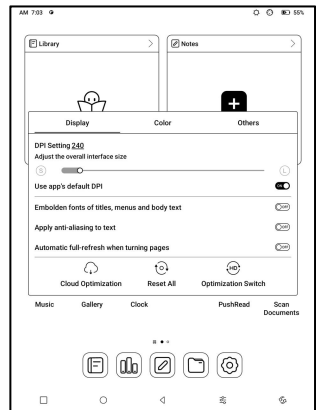 AM 7:03
55%
Library
Notes
Display
Color
Others
DPI Setting 240
Adjust the overall interface size
S
L
Use app's default DPI
ON
Embolden fonts of titles, menus and body text
OFF
Apply anti-aliasing to text
OFF
Automatic full-refresh when turning pages
OFF
HD
Cloud Optimization
Reset All
Optimization Switch
Music
Gallery
Clock
PushRead
Scan
Documents